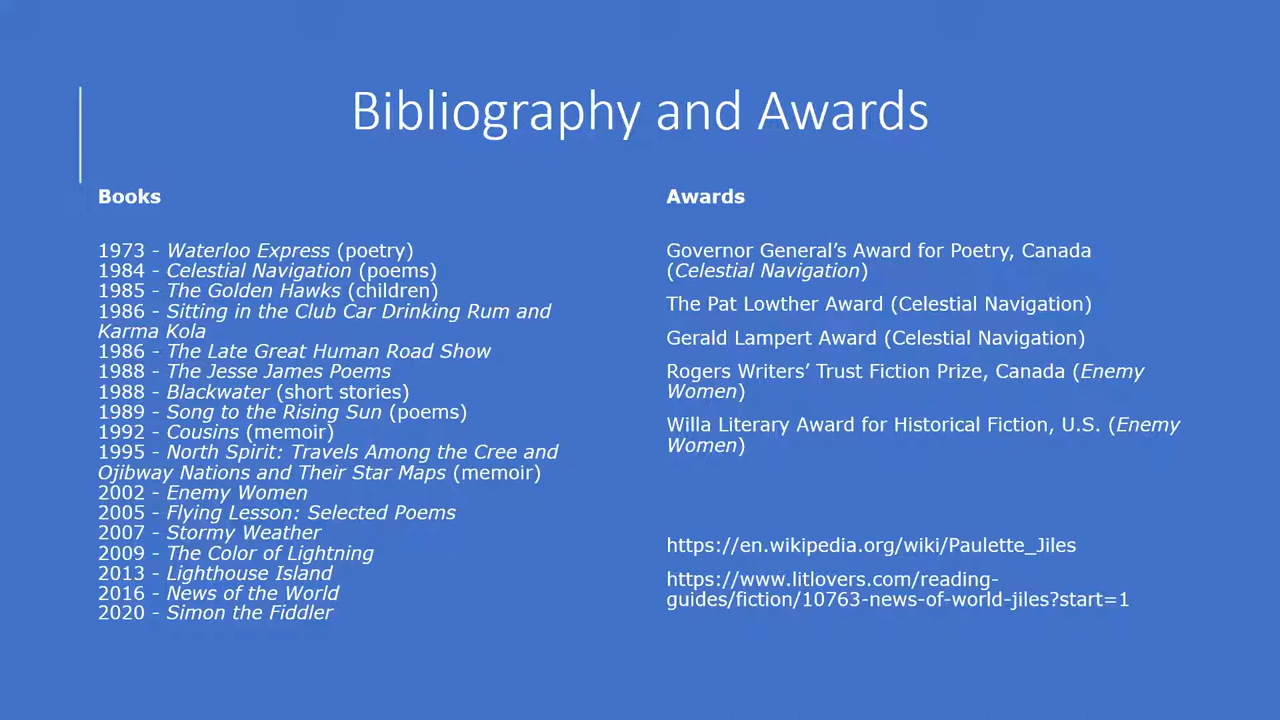 Bibliography and Awards
Books
1973 - Waterloo Express (poetry)
1984 - Celestial Navigation (poems)
1985 - The Golden Hawks (children)
1986 - Sitting in the Club Car Drinking Rum and
Karma Kola
1986 - The Late Great Human Road Show
1988 - The Jesse James Poems
1988 - Blackwater (short stories)
1989 - Song to the Rising Sun (poems)
1992 - Cousins (memoir)
1995 - North Spirit: Travels Among the Cree and
Ojibway Nations and Their Star Maps (memoir)
2002 - Enemy Women
2005 - Flying Lesson: Selected Poems
2007 - Stormy Weather
2009 - The Color of Lightning
2013 - Lighthouse Island
2016 - News of the World
2020 - Simon the Fiddler
Awards
Governor General’s Award for Poetry, Canada
(Celestial Navigation)
The Pat Lowther Award (Celestial Navigation)
Gerald Lampert Award (Celestial Navigation)
Rogers Writers’ Trust Fiction Prize, Canada (Enemy
Women)
Willa Literary Award for Historical Fiction, U.S. (Enemy
Women)
https://en.wikipedia.org/wiki/Paulette_Jiles
https://www.litlovers.com/reading-
guides/fiction/10763-news-of-world-jiles?start=1